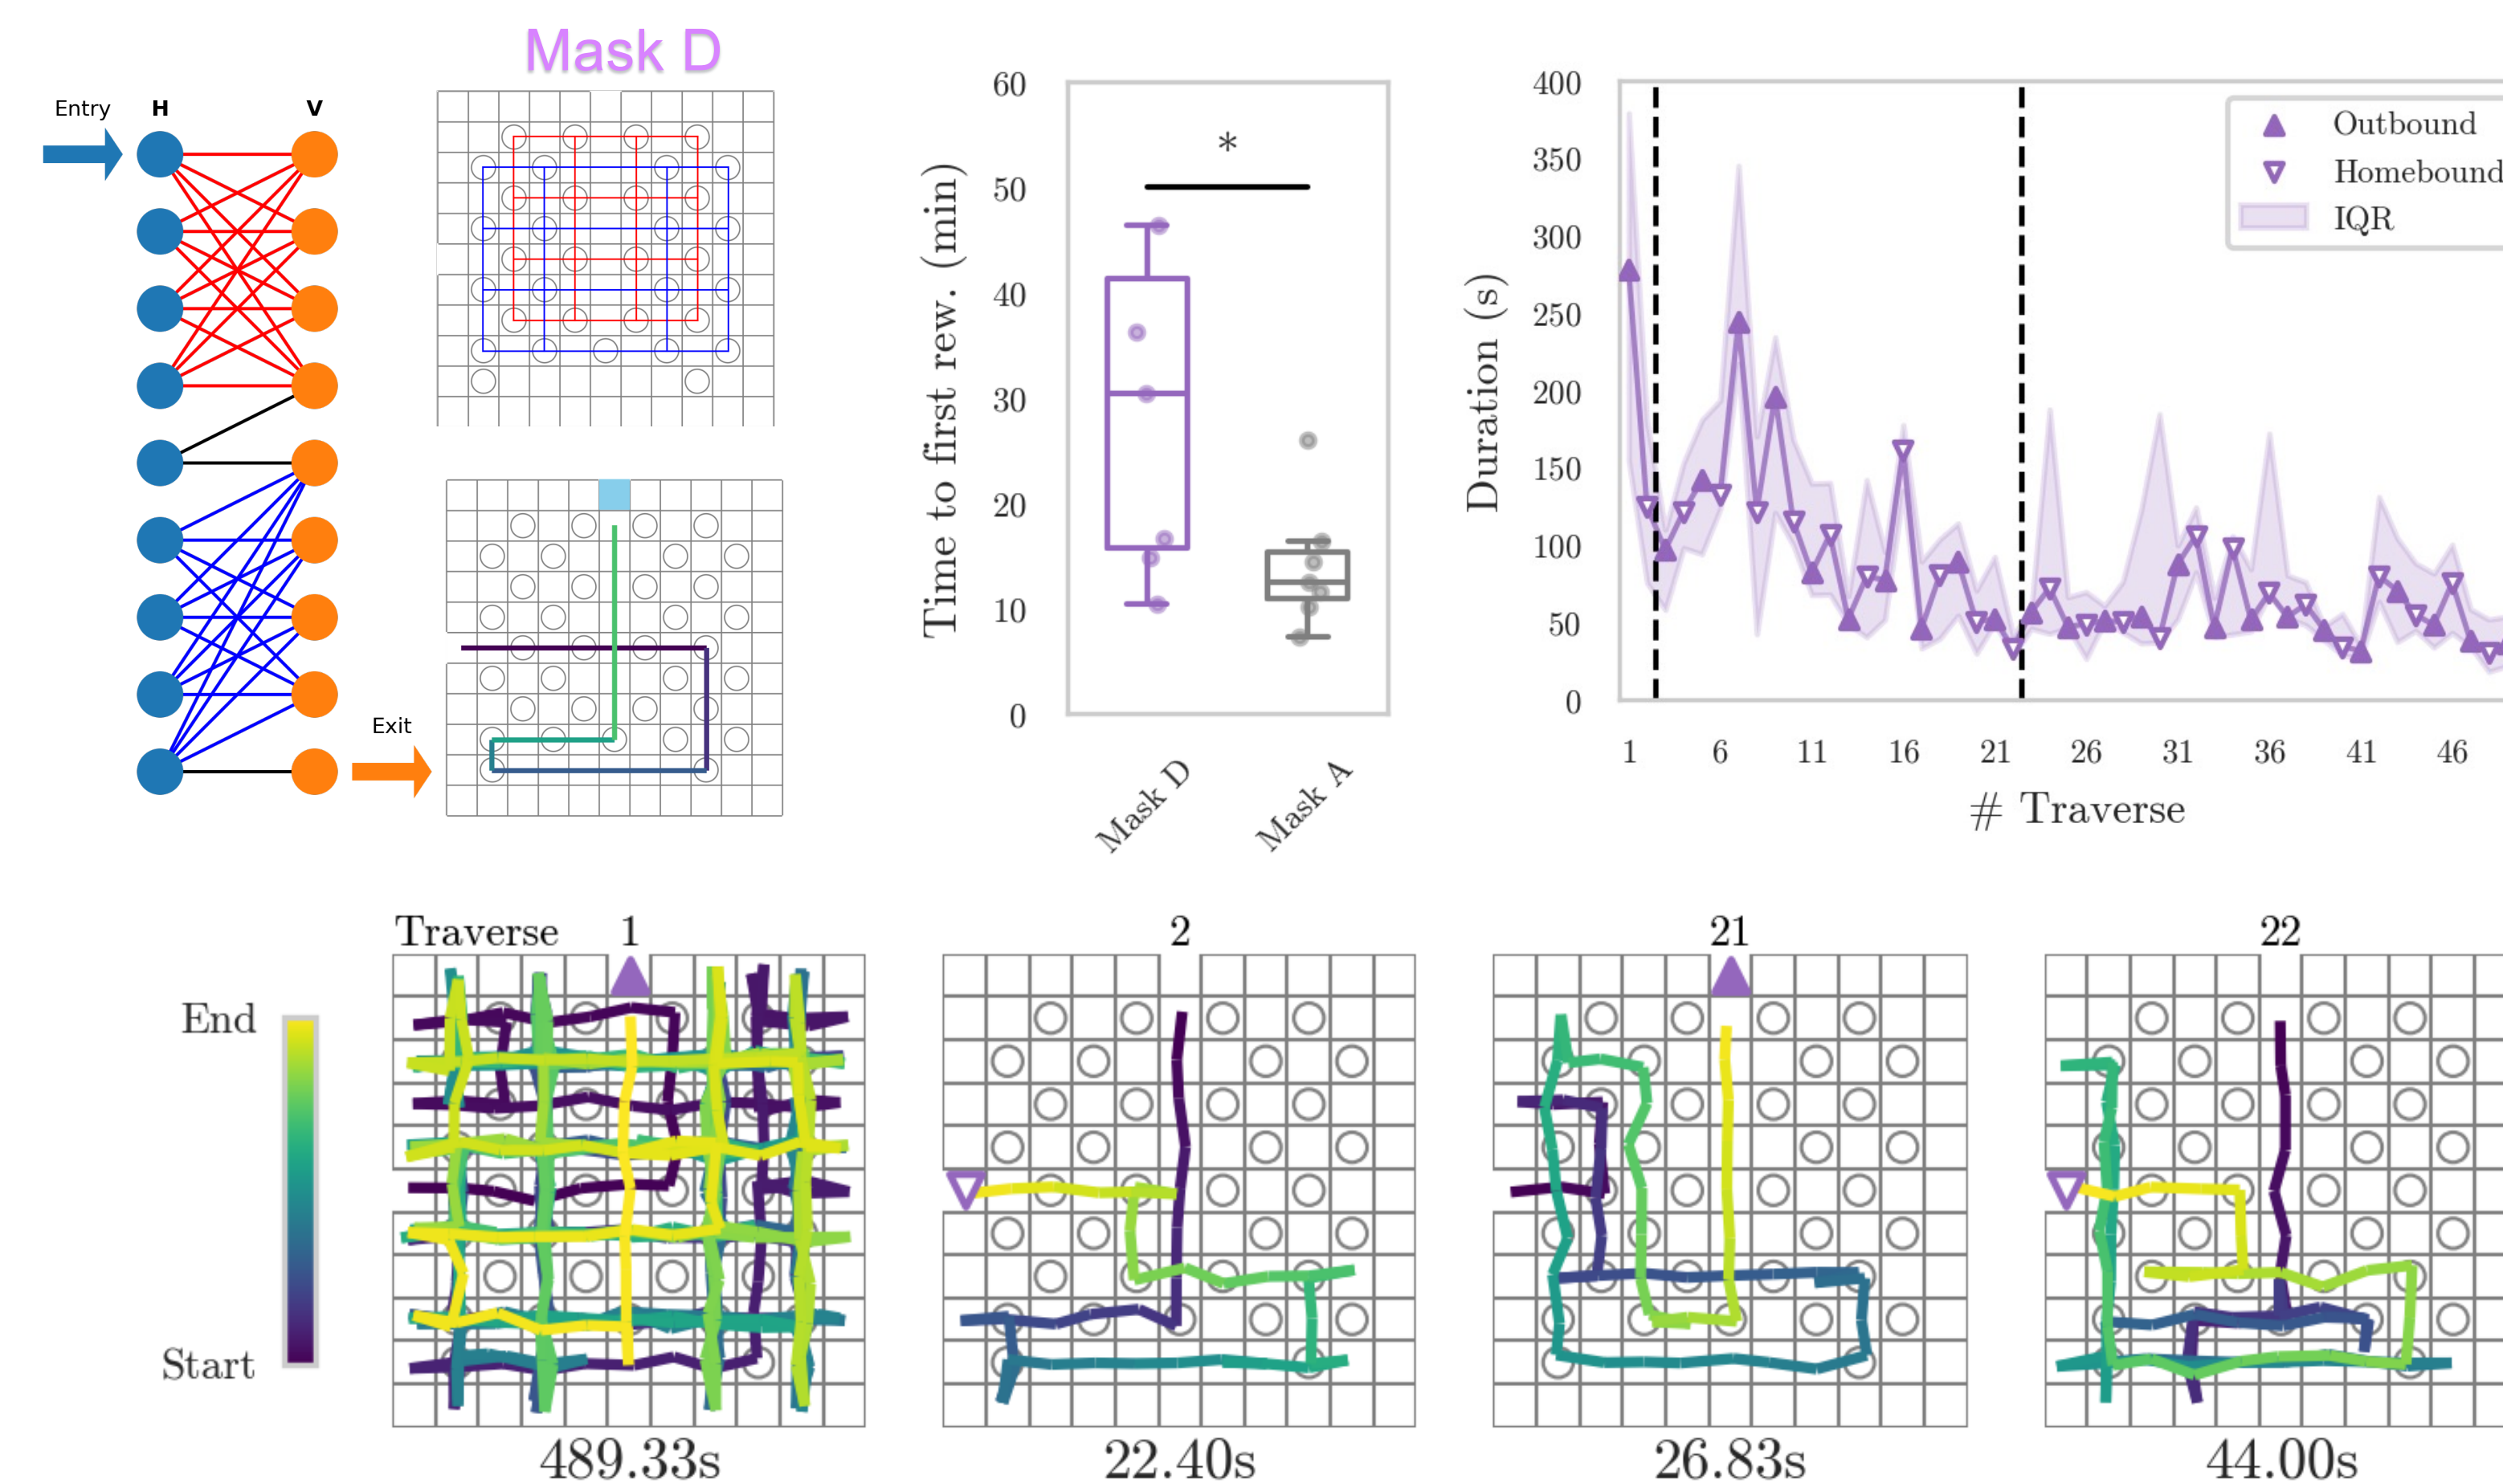 Mask D
Entry
H
V
Exit
Time to first rew. (min)
60
50
40
30
20
10
0
*
Mask D
Mask A
Duration (s)
400
350
300
250
200
150
100
50
0
Outbound
Homebound
IQR
1 6 11 16 21 26 31 36 41 46
# Traverse
Traverse 1 2 21 22
End
Start
489.33s 22.40s 26.83s 44.00s